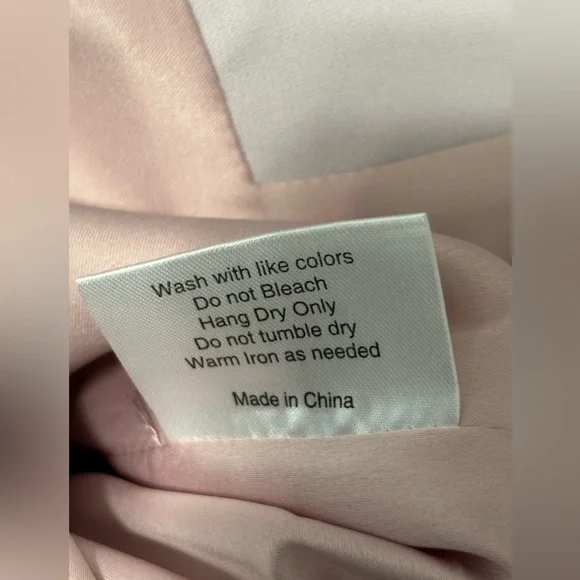 Wash with like colors
Do not Bleach
Hang Dry Only
Do not tumble dry
Warm Iron as needed
Made in China